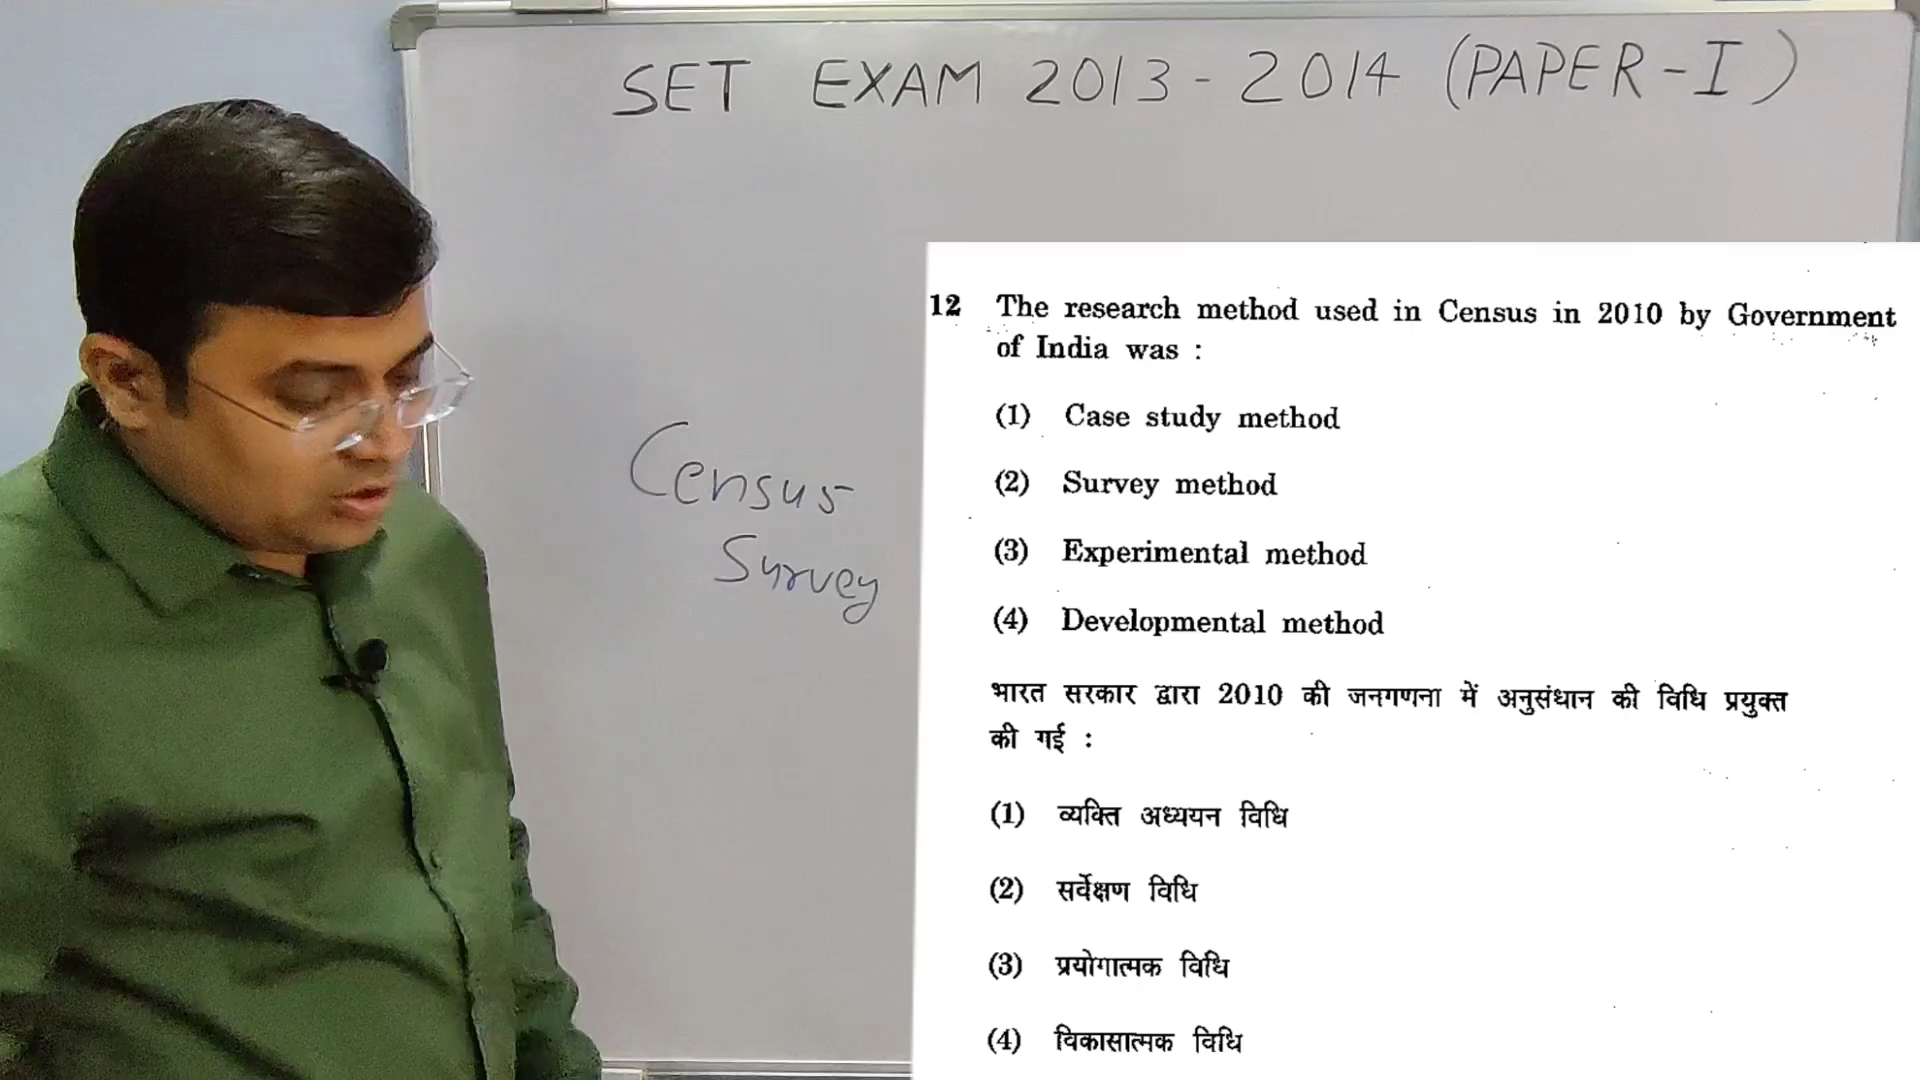 SET EXAM 2013-2014 (PAPER-I)
Census
Survey
12 The research method used in Census in 2010 by Government
of India was :
(1) Case study method
(2) Survey method
(3) Experimental method
(4) Developmental method
भारत सरकार द्वारा 2010 की जनगणना में अनुसंधान की विधि प्रयुक्त
की गई :
(1) व्यक्ति अध्ययन विधि
(2) सर्वेक्षण विधि
(3) प्रयोगात्मक विधि
(4) विकासात्मक विधि